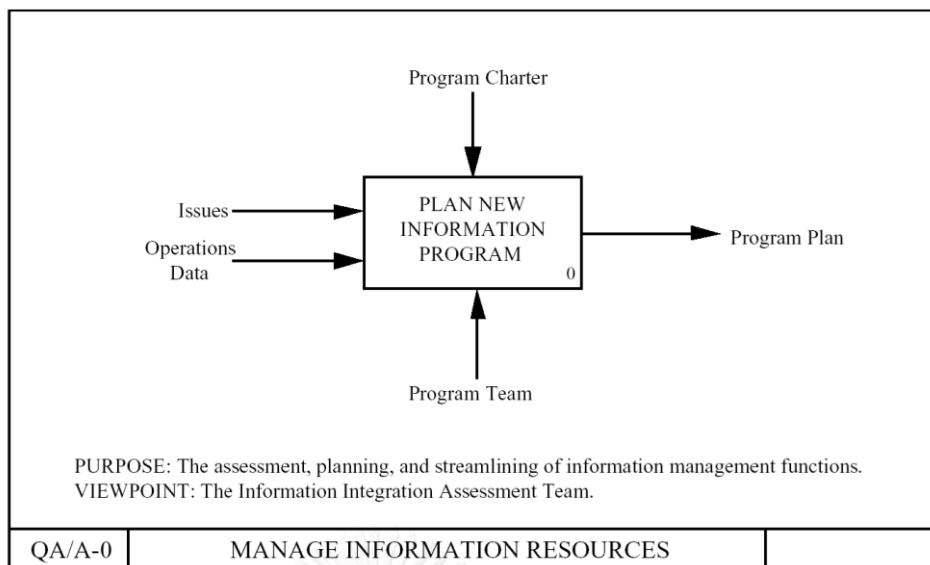 Program Charter
Issues
Operations
Data
PLAN NEW
INFORMATION
PROGRAM
0
Program Plan
Program Team
PURPOSE: The assessment, planning, and streamlining of information management functions.
VIEWPOINT: The Information Integration Assessment Team.
QA/A-0
MANAGE INFORMATION RESOURCES